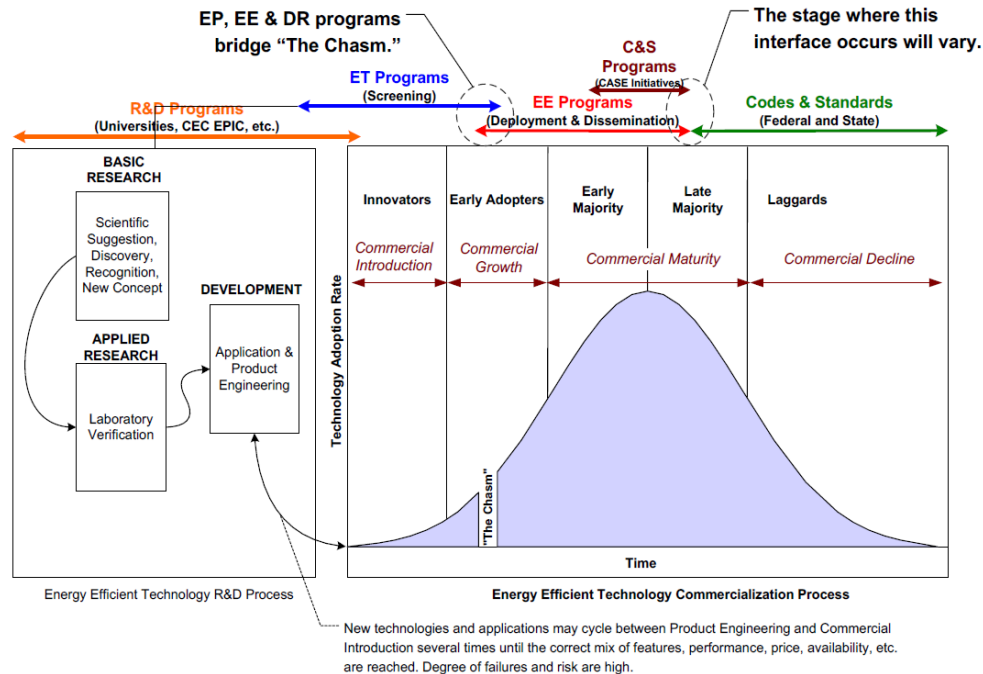 EP, EE & DR programs
bridge “The Chasm.”
The stage where this
interface occurs will vary.
C&S
Programs
(CASE Initiatives)
ET Programs
(Screening)
R&D Programs
(Universities, CEC EPIC, etc.)
EE Programs
(Deployment & Dissemination)
Codes & Standards
(Federal and State)
BASIC
RESEARCH
Scientific
Suggestion,
Discovery,
Recognition,
New Concept
APPLIED
RESEARCH
Laboratory
Verification
DEVELOPMENT
Application &
Product
Engineering
Technology Adoption Rate
Innovators
Early Adopters
Early
Majority
Late
Majority
Laggards
Commercial
Introduction
Commercial
Growth
Commercial Maturity
Commercial Decline
"The Chasm"
Time
Energy Efficient Technology R&D Process
Energy Efficient Technology Commercialization Process
New technologies and applications may cycle between Product Engineering and Commercial
Introduction several times until the correct mix of features, performance, price, availability, etc.
are reached. Degree of failures and risk are high.